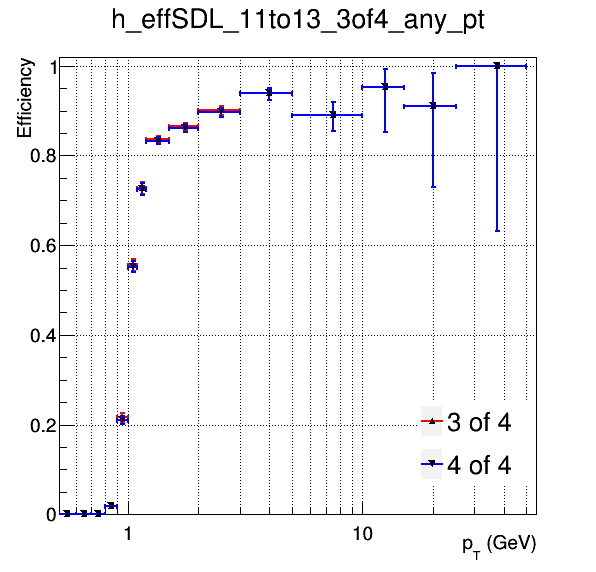 h_effSDL_11to13_3of4_any_pt
Efficiency
1
0.8
0.6
0.4
0.2
0
3 of 4
4 of 4
1
10
p_T (GeV)